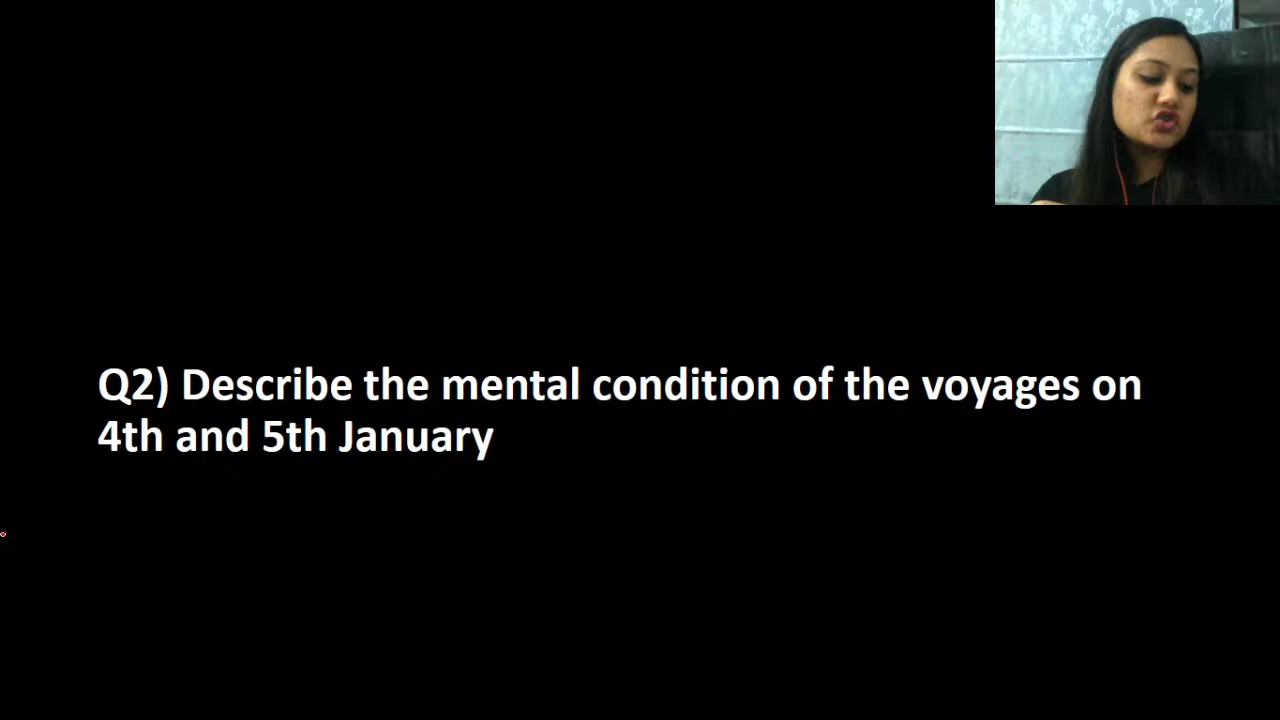 Q2) Describe the mental condition of the voyages on
4th and 5th January